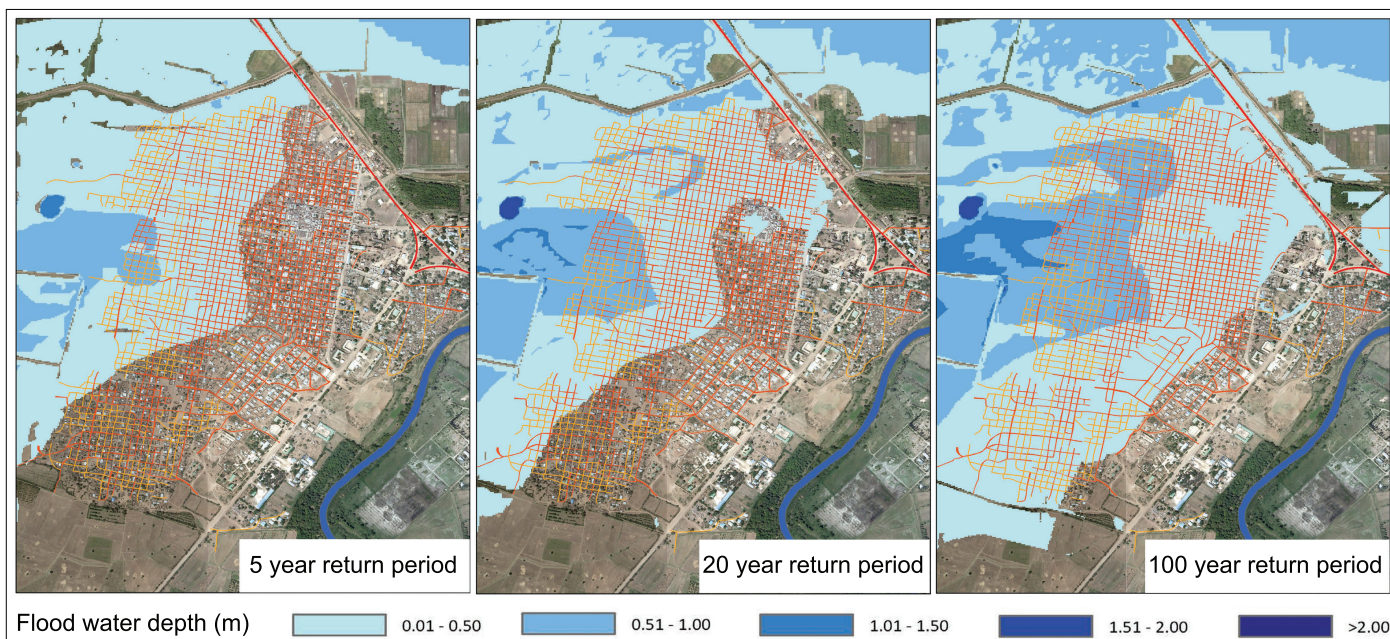 5 year return period
20 year return period
100 year return period
Flood water depth (m)
0.01 - 0.50
0.51 - 1.00
1.01 - 1.50
1.51 - 2.00
>2.00